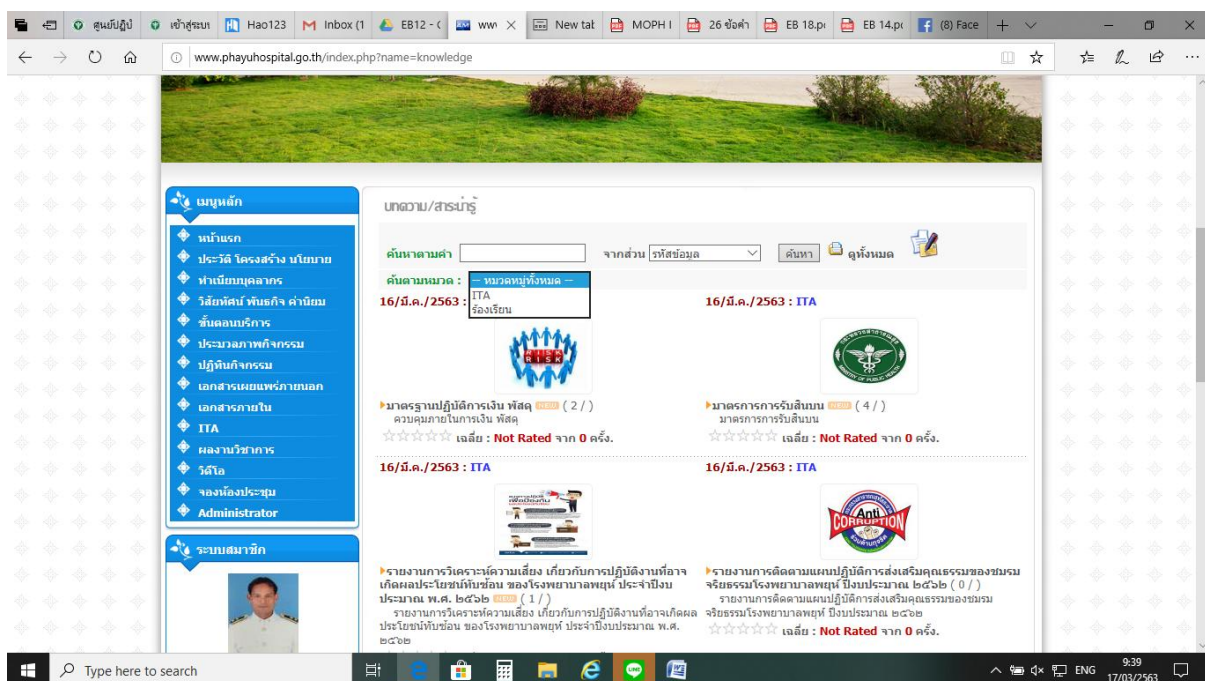 ศูนย์ปฏิบั
เข้าสู่ระบบ
Hao123
Inbox (1
EB12 - (
www
New tab
MOPH I
26 ข้อคำ
EB 18.p
EB 14.p
(8) Face
www.phayuhospital.go.th/index.php?name=knowledge
เมนูหลัก
หน้าแรก
ประวัติ โครงสร้าง นโยบาย
ทำเนียบบุคลากร
วิสัยทัศน์ พันธกิจ ค่านิยม
ขั้นตอนบริการ
ประมวลภาพกิจกรรม
ปฏิทินกิจกรรม
เอกสารเผยแพร่ภายนอก
เอกสารภายใน
ITA
ผลงานวิชาการ
วิดีโอ
จองห้องประชุม
Administrator
ระบบสมาชิก
บทความ/สาระน่ารู้
ค้นหาตามคำ จากส่วน รหัสข้อมูล ค้นหา ดูทั้งหมด
ค้นตามหมวด : -- หมวดหมู่ทั้งหมด --
ITA
ร้องเรียน
16/มี.ค./2563 :
RISK
RISK
มาตรฐานปฏิบัติการเงิน พัสดุ NEW ( 2 / )
ควบคุมภายในการเงิน พัสดุ
เฉลี่ย : Not Rated จาก 0 ครั้ง.
16/มี.ค./2563 : ITA
กระทรวงสาธารณสุข
MINISTRY OF PUBLIC HEALTH
มาตรการการรับสินบน NEW ( 4 / )
มาตรการการรับสินบน
เฉลี่ย : Not Rated จาก 0 ครั้ง.
16/มี.ค./2563 : ITA
รายงานการวิเคราะห์ความเสี่ยง เกี่ยวกับการปฏิบัติงานที่อาจ
เกิดผลประโยชน์ทับซ้อน ของโรงพยาบาลพยุห์ ประจำปีงบ
ประมาณ พ.ศ. ๒๕๖๒ NEW ( 1 / )
รายงานการวิเคราะห์ความเสี่ยง เกี่ยวกับการปฏิบัติงานที่อาจเกิดผล
ประโยชน์ทับซ้อน ของโรงพยาบาลพยุห์ ประจำปีงบประมาณ พ.ศ.
๒๕๖๒
16/มี.ค./2563 : ITA
Anti
CORRUPTION
รายงานการติดตามแผนปฏิบัติการส่งเสริมคุณธรรมของชมรม
จริยธรรมโรงพยาบาลพยุห์ ปีงบประมาณ ๒๕๖๒ ( 0 / )
รายงานการติดตามแผนปฏิบัติการส่งเสริมคุณธรรมของชมรม
จริยธรรมโรงพยาบาลพยุห์ ปีงบประมาณ ๒๕๖๒
เฉลี่ย : Not Rated จาก 0 ครั้ง.
Type here to search
ENG
9:39
17/03/2563